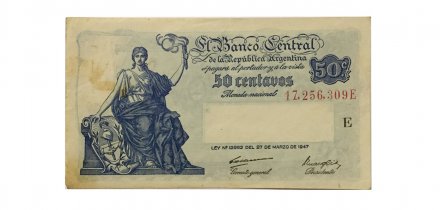 El Banco Central
de la República Argentina
pagará al portador y á la vista
50 centavos
Moneda nacional
50c
17.256.309E
E
LEY Nº 12962 DEL 27 DE MARZO DE 1947
Gerente general
Presidente